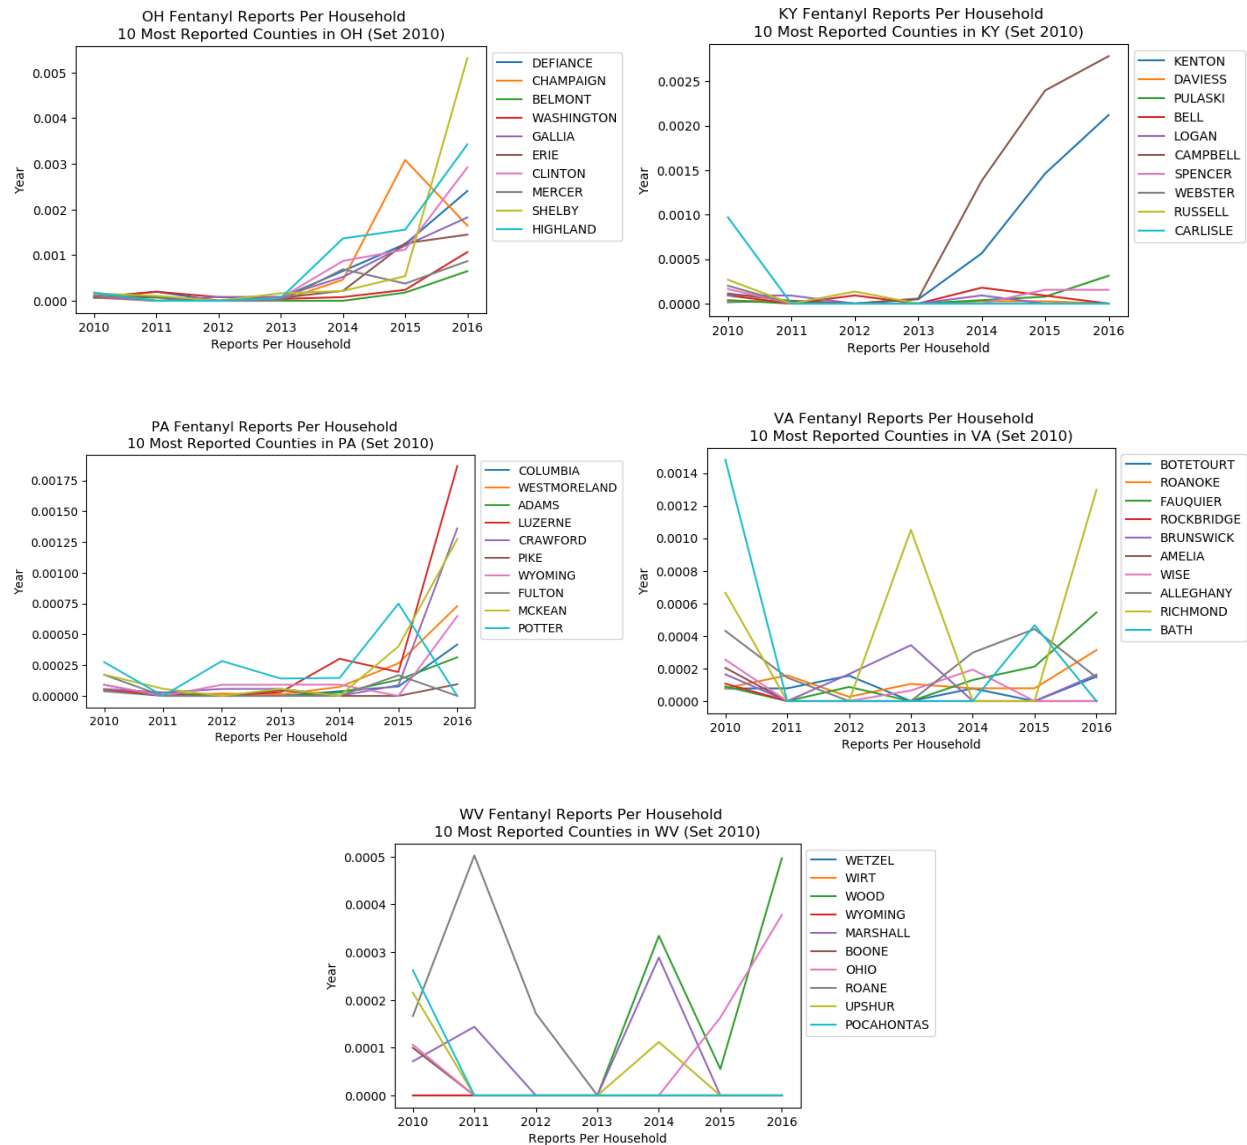 OH Fentanyl Reports Per Household
10 Most Reported Counties in OH (Set 2010)
0.005
0.004
0.003
0.002
0.001
0.000
Year
2010 2011 2012 2013 2014 2015 2016
Reports Per Household
DEFIANCE
CHAMPAIGN
BELMONT
WASHINGTON
GALLIA
ERIE
CLINTON
MERCER
SHELBY
HIGHLAND
KY Fentanyl Reports Per Household
10 Most Reported Counties in KY (Set 2010)
0.0025
0.0020
0.0015
0.0010
0.0005
0.0000
Year
2010 2011 2012 2013 2014 2015 2016
Reports Per Household
KENTON
DAVIESS
PULASKI
BELL
LOGAN
CAMPBELL
SPENCER
WEBSTER
RUSSELL
CARLISLE
PA Fentanyl Reports Per Household
10 Most Reported Counties in PA (Set 2010)
0.00175
0.00150
0.00125
0.00100
0.00075
0.00050
0.00025
0.00000
Year
2010 2011 2012 2013 2014 2015 2016
Reports Per Household
COLUMBIA
WESTMORELAND
ADAMS
LUZERNE
CRAWFORD
PIKE
WYOMING
FULTON
MCKEAN
POTTER
VA Fentanyl Reports Per Household
10 Most Reported Counties in VA (Set 2010)
0.0014
0.0012
0.0010
0.0008
0.0006
0.0004
0.0002
0.0000
Year
2010 2011 2012 2013 2014 2015 2016
Reports Per Household
BOTETOURT
ROANOKE
FAUQUIER
ROCKBRIDGE
BRUNSWICK
AMELIA
WISE
ALLEGHANY
RICHMOND
BATH
WV Fentanyl Reports Per Household
10 Most Reported Counties in WV (Set 2010)
0.0005
0.0004
0.0003
0.0002
0.0001
0.0000
Year
2010 2011 2012 2013 2014 2015 2016
Reports Per Household
WETZEL
WIRT
WOOD
WYOMING
MARSHALL
BOONE
OHIO
ROANE
UPSHUR
POCAHONTAS